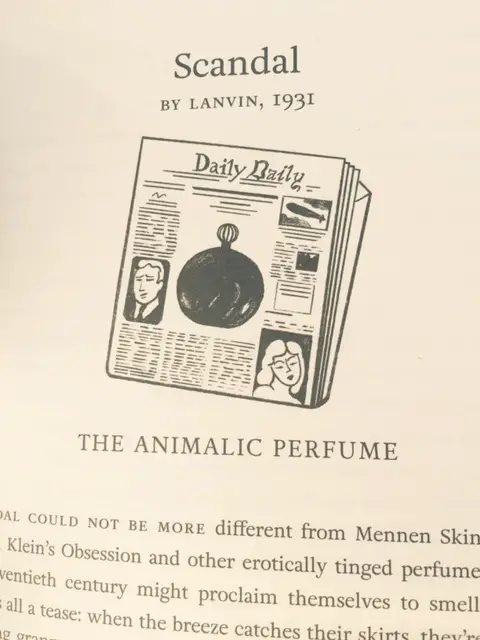 Scandal
BY LANVIN, 1931
Daily Daily
THE ANIMALIC PERFUME
DAL COULD NOT BE MORE different from Mennen Skin
Klein's Obsession and other erotically tinged perfume
wentieth century might proclaim themselves to smell
all a tease: when the breeze catches their skirts, they're